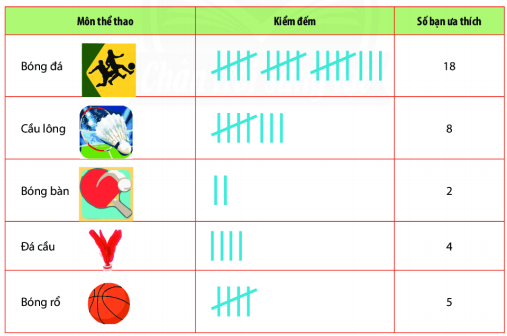 Môn thể thao Kiểm đếm Số bạn ưa thích
Bóng đá 18
Cầu lông 8
Bóng bàn 2
Đá cầu 4
Bóng rổ 5